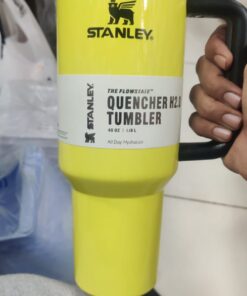 STANLEY
THE FLOWSTATE™
QUENCHER H2.0
TUMBLER
40 OZ | 1.18 L
All Day Hydration
STANLEY